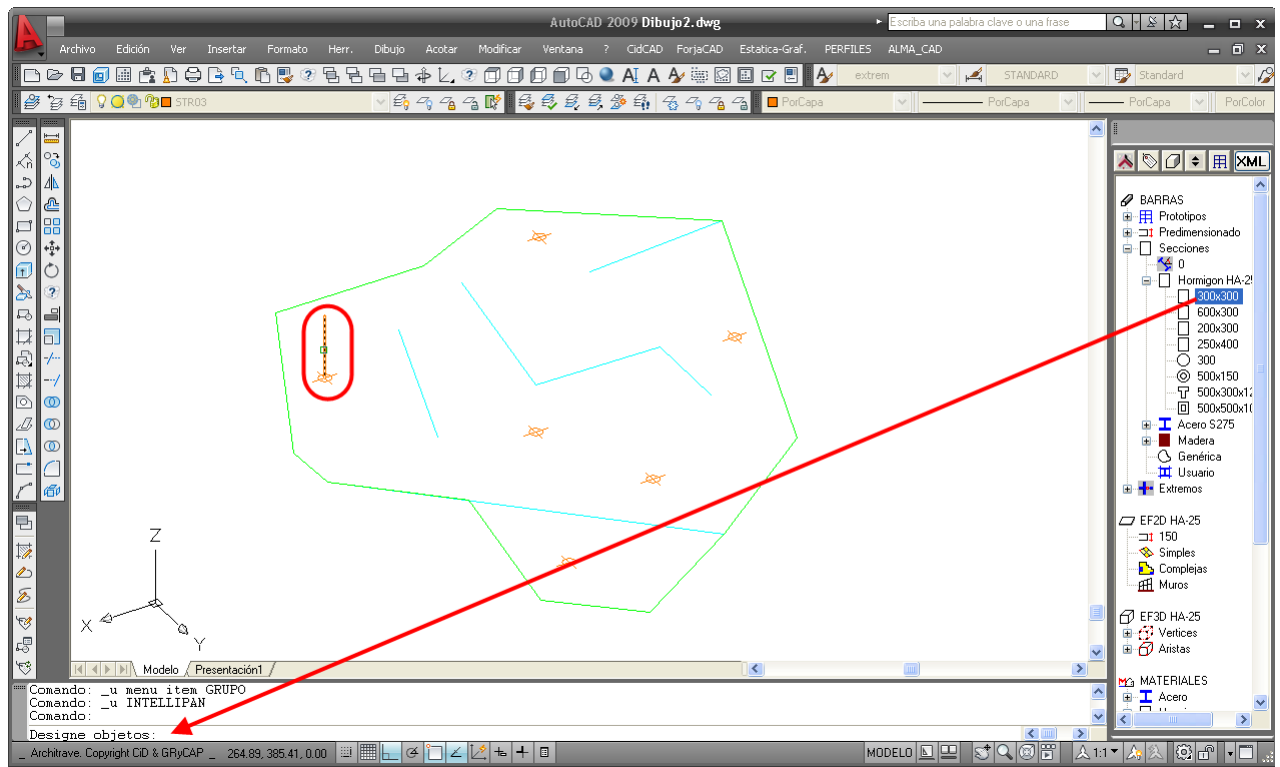 AutoCAD 2009 Dibujo2.dwg
Escriba una palabra clave o una frase
Archivo Edición Ver Insertar Formato Herr. Dibujo Acotar Modificar Ventana ? CidCAD ForjaCAD Estatica-Graf. PERFILES ALMA_CAD
extrem STANDARD Standard
STR03 PorCapa PorCapa PorCapa PorColor
XML
BARRAS
Prototipos
Predimensionado
Secciones
0
Hormigon HA-2
300x300
600x300
200x300
250x400
300
500x150
500x300x12
500x500x10
Acero S275
Madera
Genérica
Usuario
Extremos
EF2D HA-25
150
Simples
Complejas
Muros
EF3D HA-25
Vertices
Aristas
MATERIALES
Acero
Z
X
Y
Modelo Presentación1
Comando: _u menu item GRUPO
Comando: _u INTELLIPAN
Comando:
Designe objetos:
_ Architrave. Copyright CiD & GRyCAP _ 264.89, 385.41, 0.00 MODELO 1:1